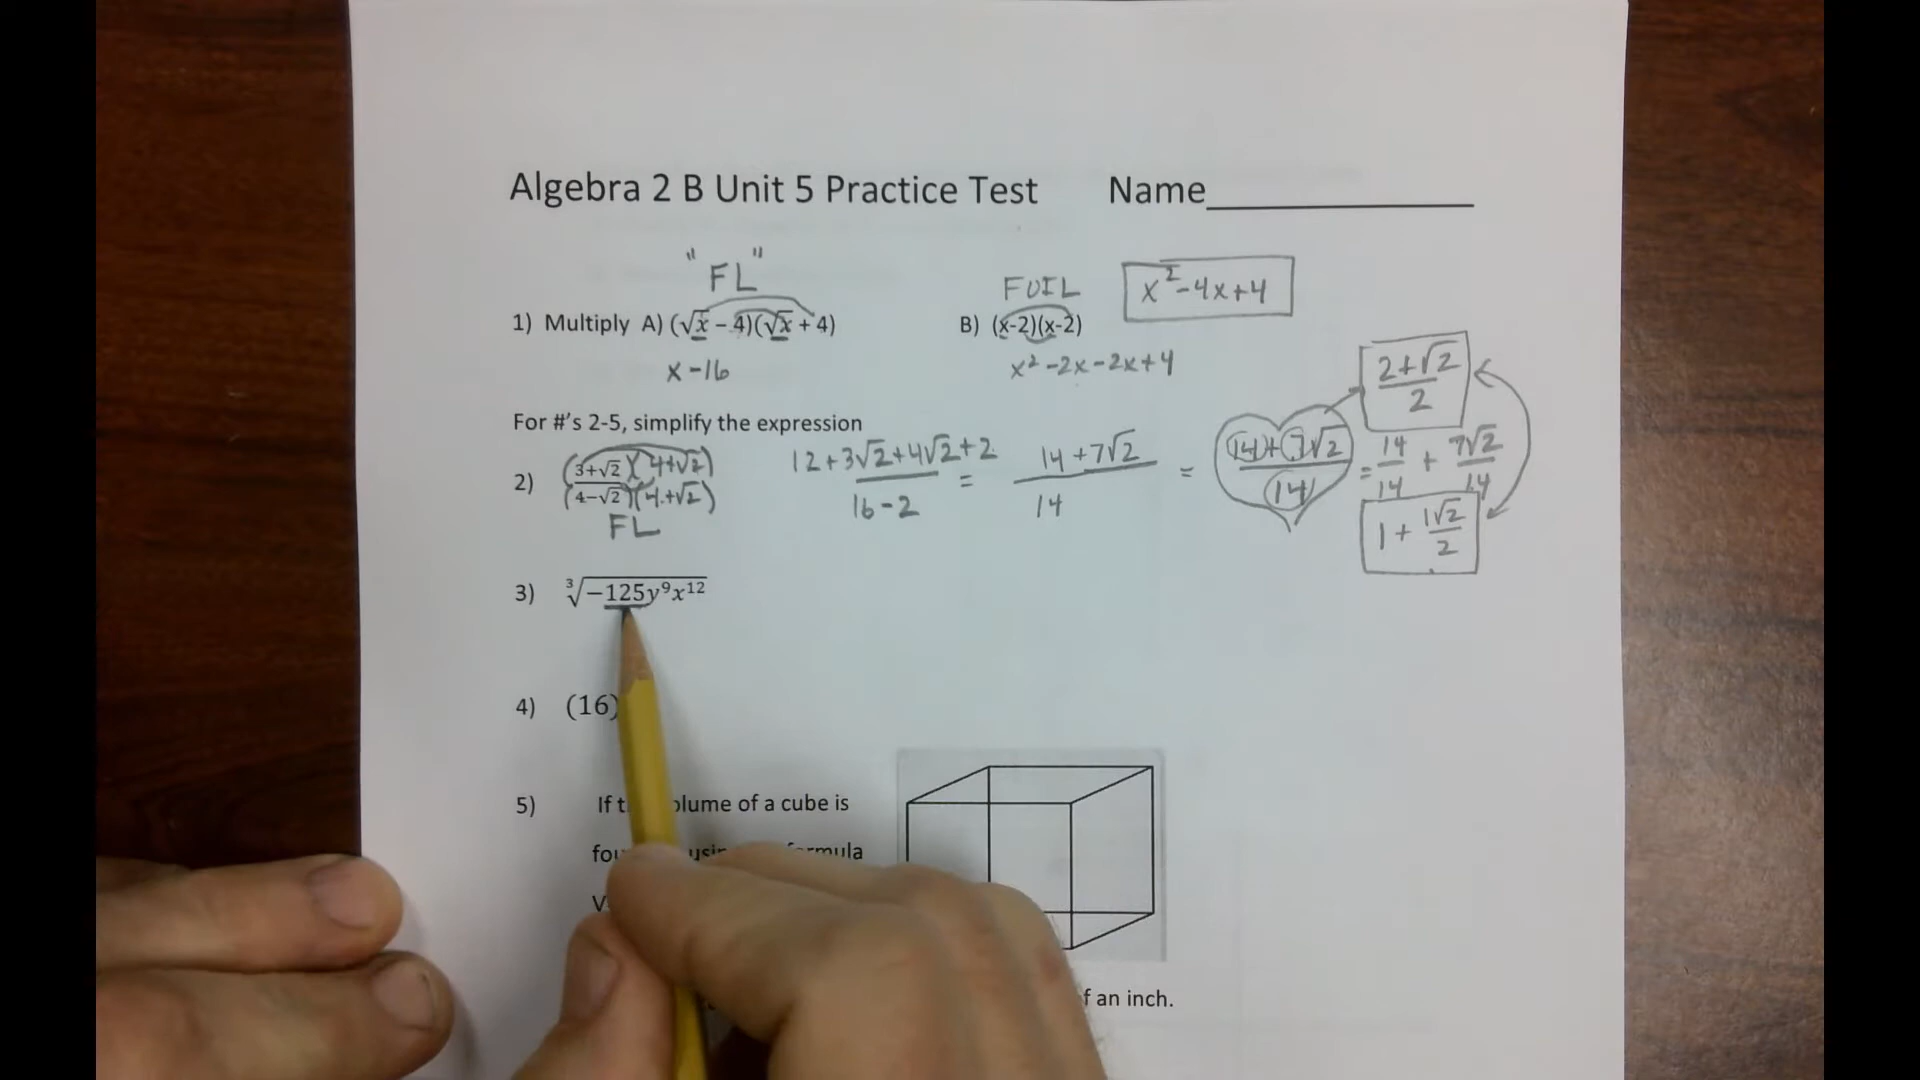 Algebra 2 B Unit 5 Practice Test Name______________
"FL"
FOIL x²-4x+4
1) Multiply A) (√x − 4)(√x + 4) B) (x-2)(x-2)
x-16 x²-2x-2x+4
For #'s 2-5, simplify the expression
2) (3+√2)(4+√2) / (4−√2)(4+√2) 12+3√2+4√2+2 / 16-2 = 14+7√2 / 14 = 14+7√2 / 14 = 14/14 + 7√2/14
2+√2 / 2
1 + 1√2/2
FL
3) ∛−125y⁹x¹²
4) (16)
5) If olume of a cube is
fou usin rmula
V
f an inch.